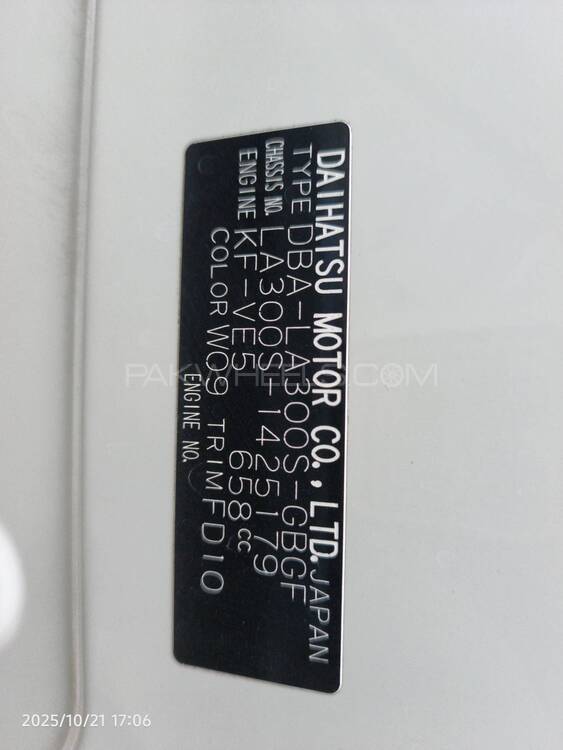 DAIHATSU MOTOR CO., LTD. JAPAN
TYPE DBA-LA300S-GBGF
CHASSIS NO. LA300S-1425179
ENGINE KF-VE5 658cc
COLOR W09 TRIM FD10
ENGINE NO.
PAKWHEELS.COM
2025/10/21 17:06